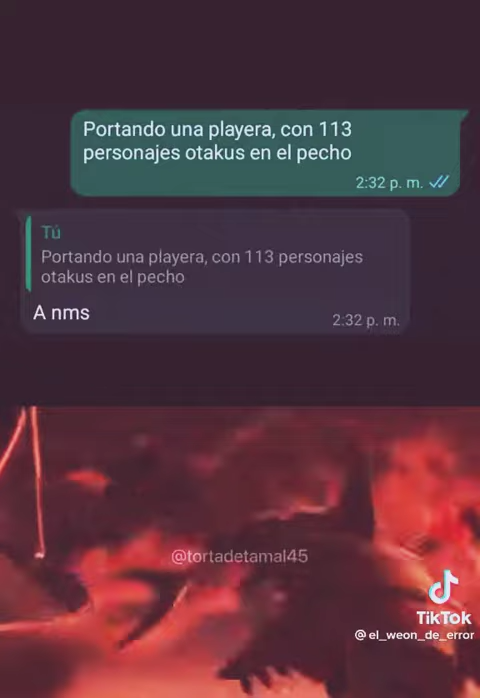 Portando una playera, con 113
personajes otakus en el pecho
2:32 p. m.
Tú
Portando una playera, con 113 personajes
otakus en el pecho
A nms
2:32 p. m.
@tortadetamal45
TikTok
@el_weon_de_error